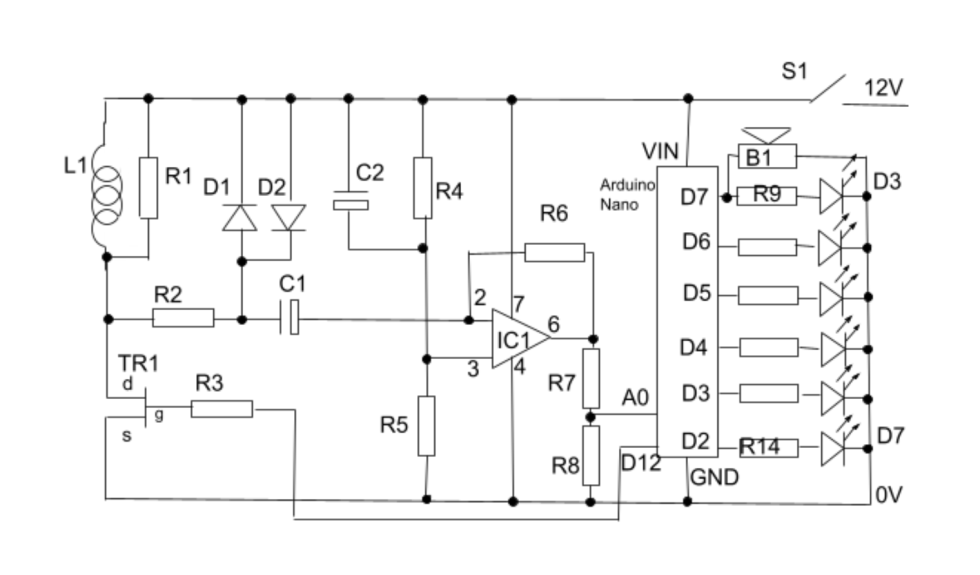 S1
12V
VIN
B1
L1
R1
D1
D2
C2
R4
Arduino
Nano
D7
R9
D3
R6
D6
C1
R2
2
7
D5
6
IC1
TR1
3
4
D4
d
R3
R7
A0
D3
g
s
R5
D2
R14
D7
R8
D12
GND
0V